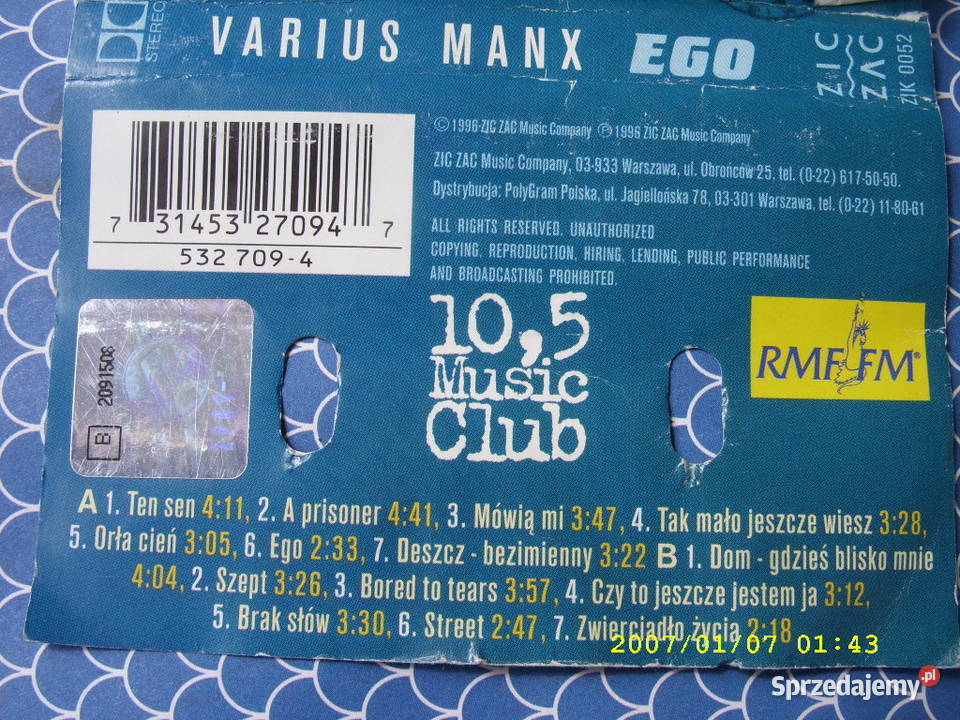 STEREO
VARIUS MANX EGO
ZIC
ZAC
ZIK 0052
7 31453 27094 7
532 709-4
© 1996 ZIC ZAC Music Company ℗ 1996 ZIC ZAC Music Company
ZIC ZAC Music Company, 03-933 Warszawa, ul. Obrońców 25. tel. (0-22) 617-50-50.
Dystrybucja: PolyGram Polska, ul. Jagiellońska 78, 03-301 Warszawa, tel. (0-22) 11-80-61
ALL RIGHTS RESERVED. UNAUTHORIZED
COPYING, REPRODUCTION, HIRING, LENDING, PUBLIC PERFORMANCE
AND BROADCASTING PROHIBITED.
B 2091508
10,5
Music
Club
RMF FM®
A 1. Ten sen 4:11, 2. A prisoner 4:41, 3. Mówią mi 3:47, 4. Tak mało jeszcze wiesz 3:28,
5. Orła cień 3:05, 6. Ego 2:33, 7. Deszcz - bezimienny 3:22 B 1. Dom - gdzieś blisko mnie
4:04, 2. Szept 3:26, 3. Bored to tears 3:57, 4. Czy to jeszcze jestem ja 3:12,
5. Brak słów 3:30, 6. Street 2:47, 7. Zwierciadło życia 2:18
2007/01/07 01:43
Sprzedajemy.pl